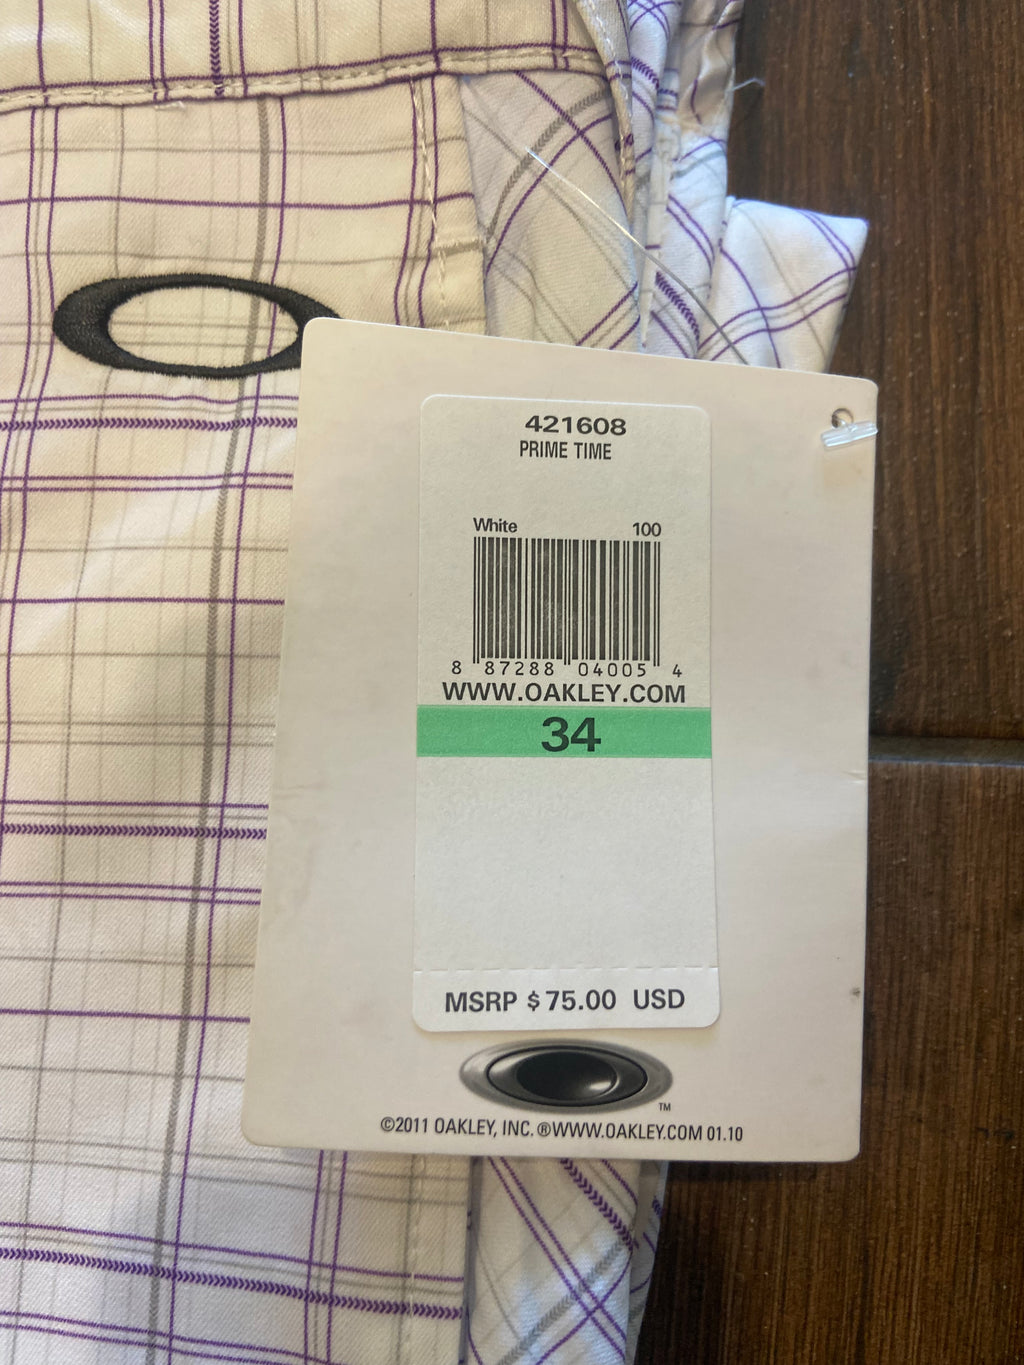 421608
PRIME TIME
White 100
8 87288 04005 4
WWW.OAKLEY.COM
34
MSRP $75.00 USD
TM
©2011 OAKLEY, INC. ®WWW.OAKLEY.COM 01.10